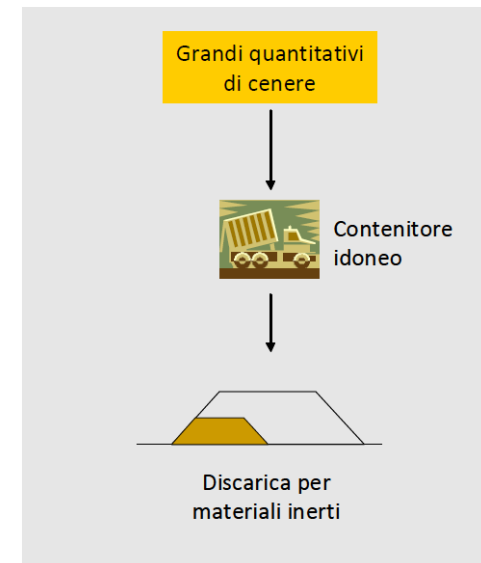 Grandi quantitativi
di cenere
Contenitore
idoneo
Discarica per
materiali inerti